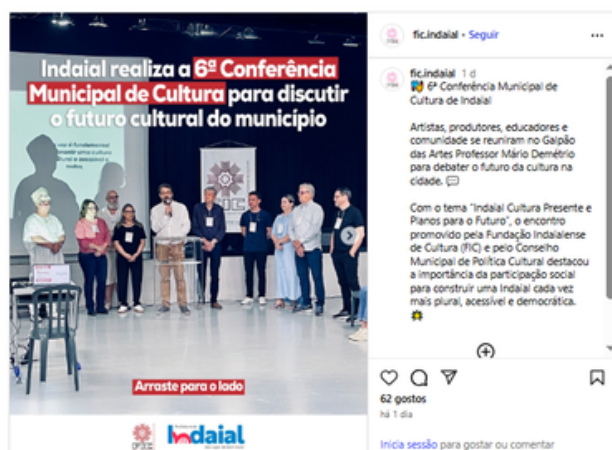 Indaial realiza a 6ª Conferência
Municipal de Cultura para discutir
o futuro cultural do município
FIC
Arraste para o lado
Indaial
fic.indaial • Seguir
fic.indaial 1 d
6ª Conferência Municipal de
Cultura de Indaial
Artistas, produtores, educadores e
comunidade se reuniram no Galpão
das Artes Professor Mário Demétrio
para debater o futuro da cultura na
cidade. 💬
Com o tema "Indaial Cultura Presente e
Planos para o Futuro", o encontro
promovido pela Fundação Indaialense
de Cultura (FIC) e pelo Conselho
Municipal de Política Cultural destacou
a importância da participação social
para construir uma Indaial cada vez
mais plural, acessível e democrática.
62 gostos
há 1 dia
Inicia sessão para gostar ou comentar